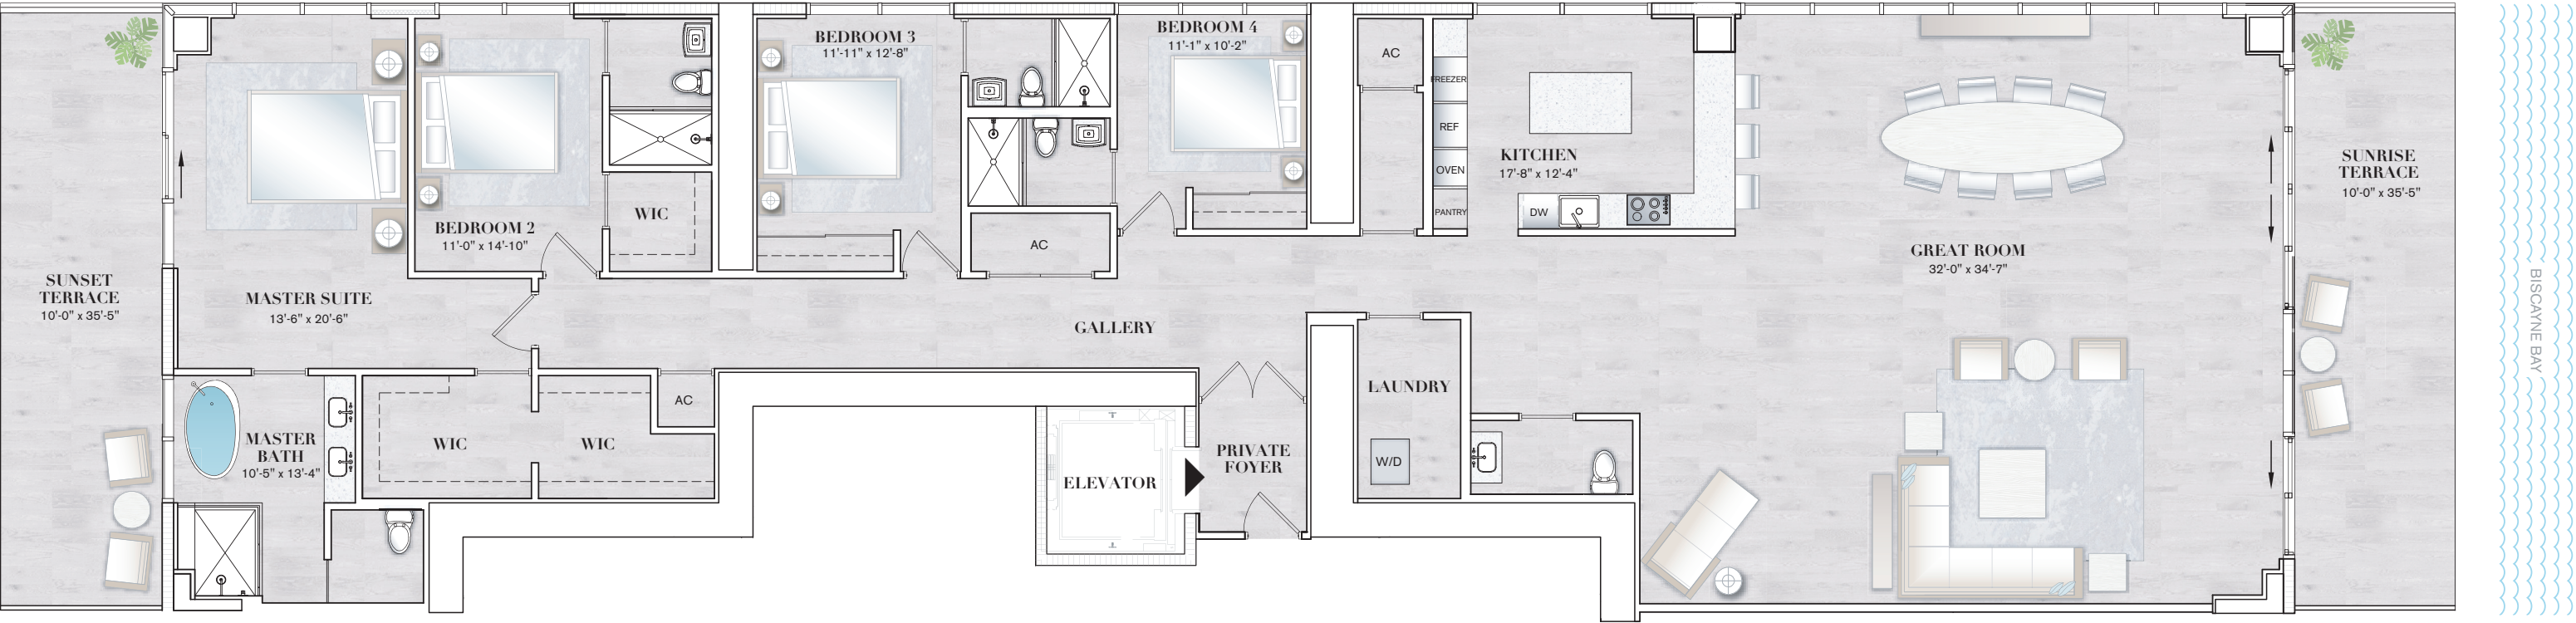 SUNSET
TERRACE
10'-0" x 35'-5"
MASTER SUITE
13'-6" x 20'-6"
MASTER
BATH
10'-5" x 13'-4"
WIC
WIC
AC
BEDROOM 2
11'-0" x 14'-10"
WIC
BEDROOM 3
11'-11" x 12'-8"
AC
BEDROOM 4
11'-1" x 10'-2"
GALLERY
ELEVATOR
PRIVATE
FOYER
LAUNDRY
W/D
AC
FREEZER
REF
OVEN
PANTRY
KITCHEN
17'-8" x 12'-4"
DW
GREAT ROOM
32'-0" x 34'-7"
SUNRISE
TERRACE
10'-0" x 35'-5"
BISCAYNE BAY